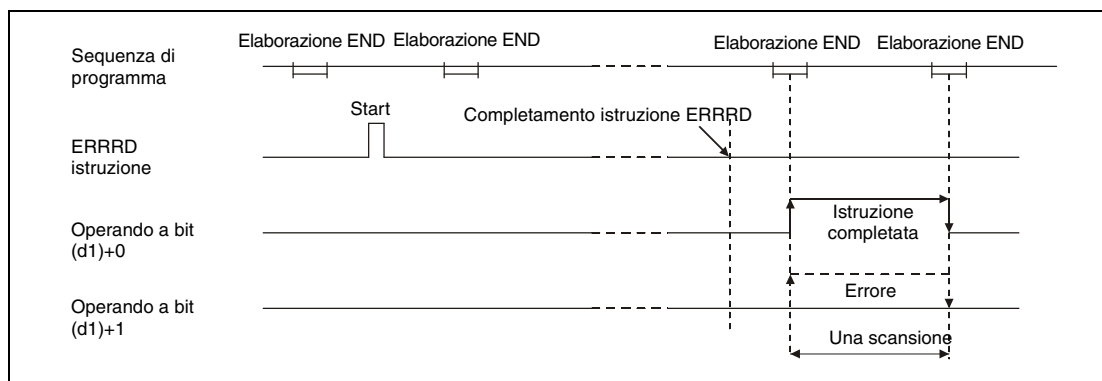 Elaborazione END Elaborazione END Elaborazione END Elaborazione END
Sequenza di
programma
Start
Completamento istruzione ERRRD
ERRRD
istruzione
Operando a bit
(d1)+0
Istruzione
completata
Errore
Operando a bit
(d1)+1
Una scansione